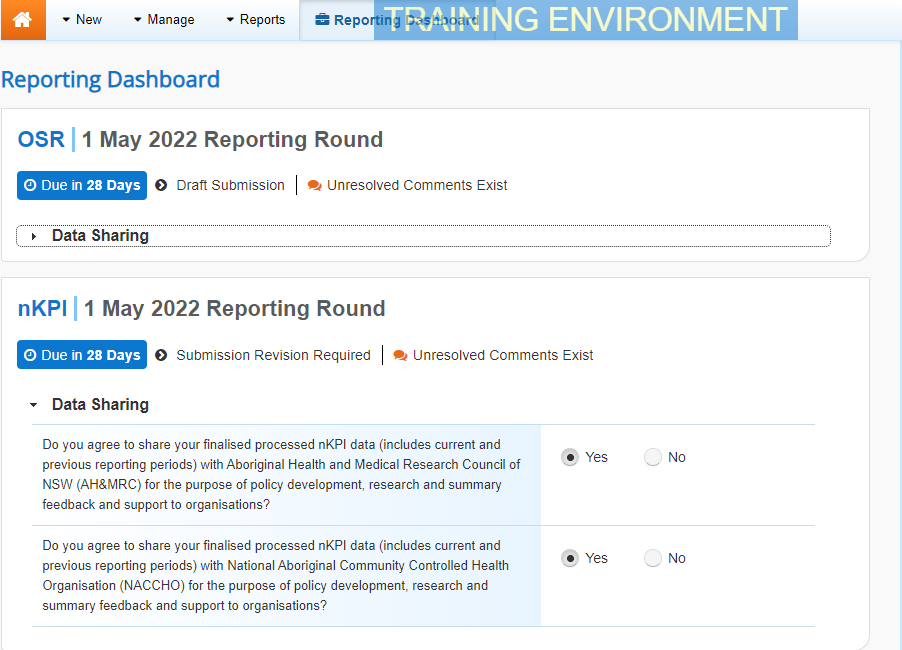 New Manage Reports Reporting Dashboard TRAINING ENVIRONMENT
Reporting Dashboard
OSR 1 May 2022 Reporting Round
Due in 28 Days Draft Submission Unresolved Comments Exist
Data Sharing
nKPI 1 May 2022 Reporting Round
Due in 28 Days Submission Revision Required Unresolved Comments Exist
Data Sharing
Do you agree to share your finalised processed nKPI data (includes current and
previous reporting periods) with Aboriginal Health and Medical Research Council of
NSW (AH&MRC) for the purpose of policy development, research and summary
feedback and support to organisations?
Yes No
Do you agree to share your finalised processed nKPI data (includes current and
previous reporting periods) with National Aboriginal Community Controlled Health
Organisation (NACCHO) for the purpose of policy development, research and
summary feedback and support to organisations?
Yes No